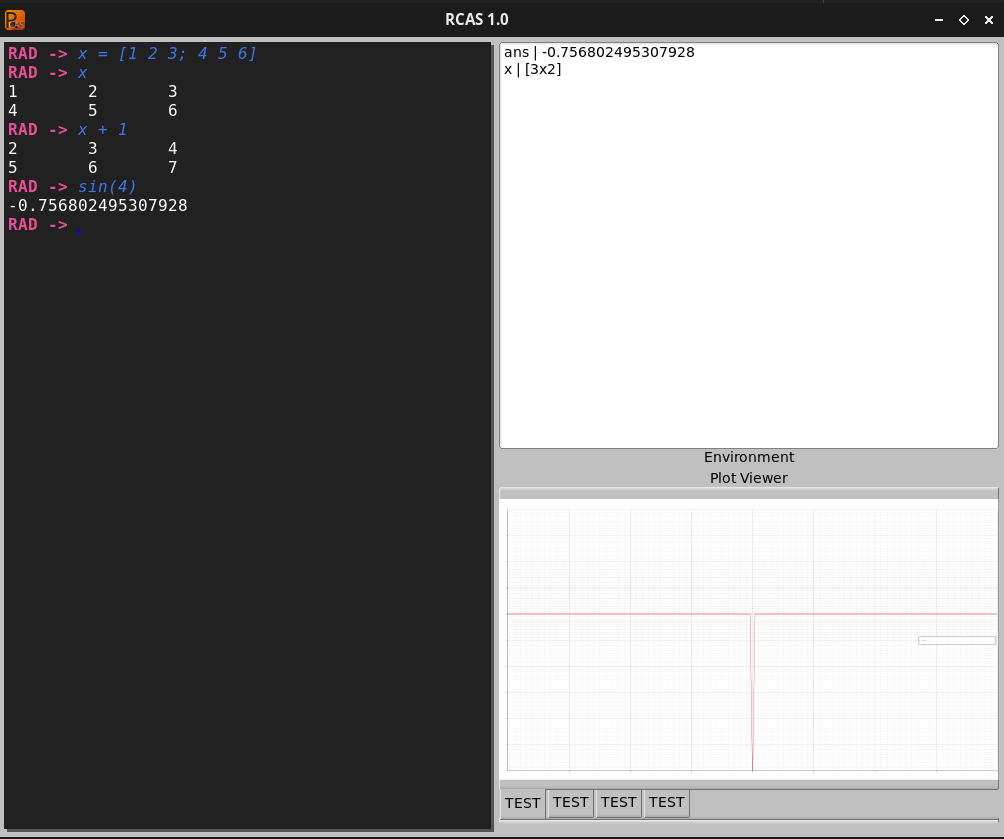 RCAS 1.0
RAD -> x = [1 2 3; 4 5 6]
RAD -> x
1 2 3
4 5 6
RAD -> x + 1
2 3 4
5 6 7
RAD -> sin(4)
-0.756802495307928
RAD ->
ans | -0.756802495307928
x | [3x2]
Environment
Plot Viewer
TEST TEST TEST TEST